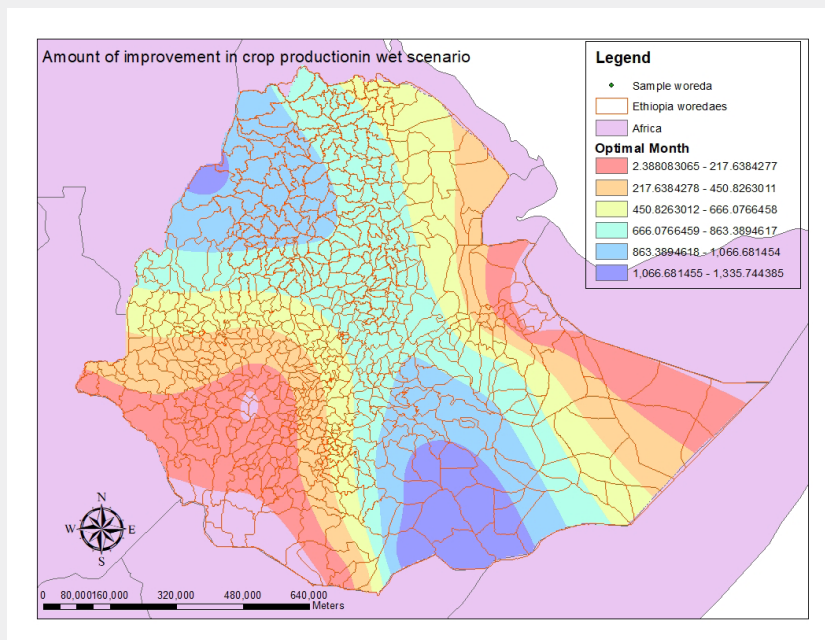 Amount of improvement in crop productionin wet scenario
Legend
Sample woreda
Ethiopia woredaes
Africa
Optimal Month
2.388083065 - 217.6384277
217.6384278 - 450.8263011
450.8263012 - 666.0766458
666.0766459 - 863.3894617
863.3894618 - 1,066.681454
1,066.681455 - 1,335.744385
N
W E
S
0 80,000160,000 320,000 480,000 640,000
Meters